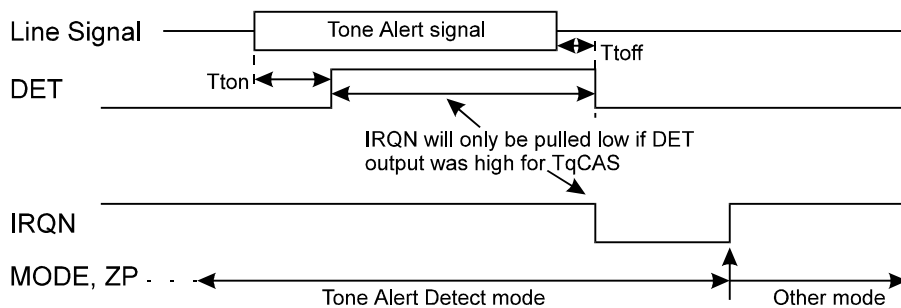 Line Signal
Tone Alert signal
Ttoff
Tton
DET
IRQN will only be pulled low if DET
output was high for TqCAS
IRQN
MODE, ZP
Tone Alert Detect mode
Other mode